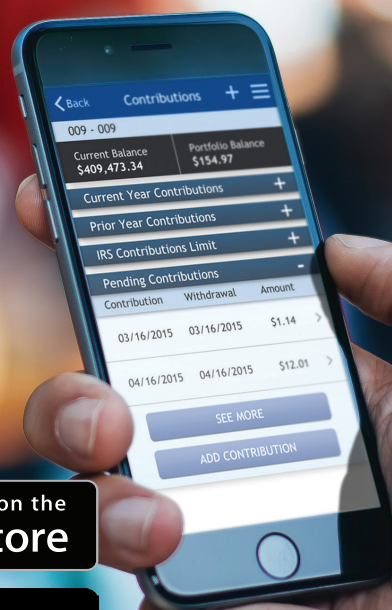 Back Contributions +
009 - 009
Current Balance Portfolio Balance
$409,473.34 $154.97
Current Year Contributions +
Prior Year Contributions +
IRS Contributions Limit +
Pending Contributions -
Contribution Withdrawal Amount
03/16/2015 03/16/2015 $1.14 >
04/16/2015 04/16/2015 $12.01 >
SEE MORE
ADD CONTRIBUTION
on the
tore